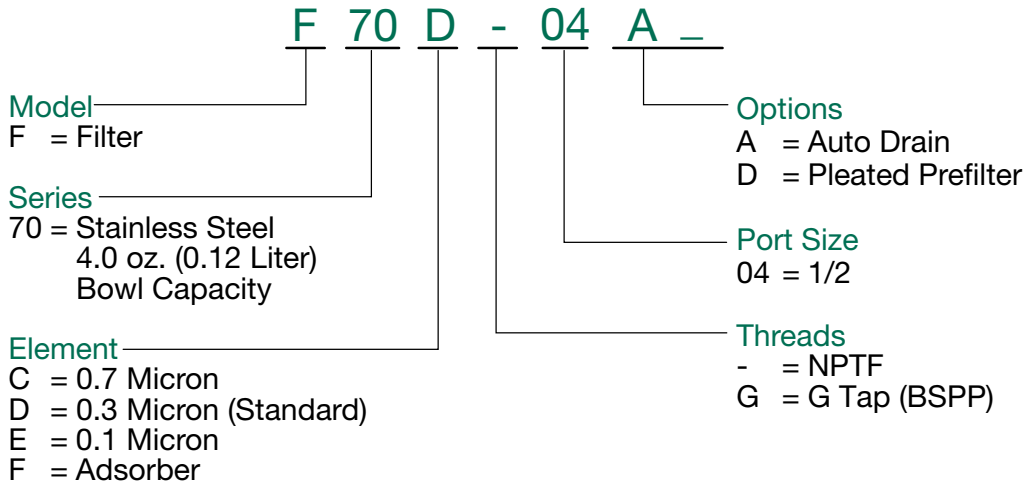 F 70 D - 04 A _
Model
F = Filter
Series
70 = Stainless Steel
4.0 oz. (0.12 Liter)
Bowl Capacity
Element
C = 0.7 Micron
D = 0.3 Micron (Standard)
E = 0.1 Micron
F = Adsorber
Options
A = Auto Drain
D = Pleated Prefilter
Port Size
04 = 1/2
Threads
- = NPTF
G = G Tap (BSPP)